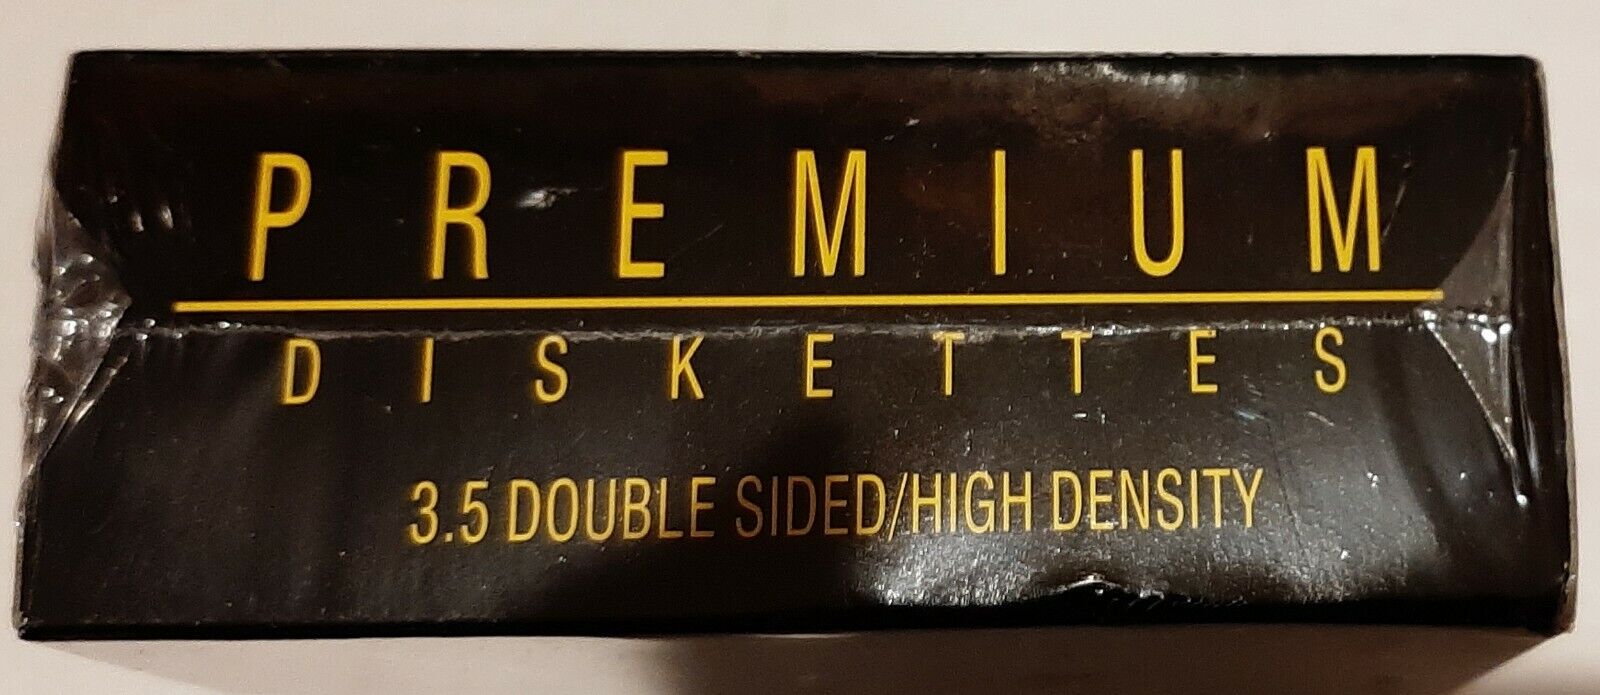 PREMIUM
DISKETTES
3.5 DOUBLE SIDED/HIGH DENSITY